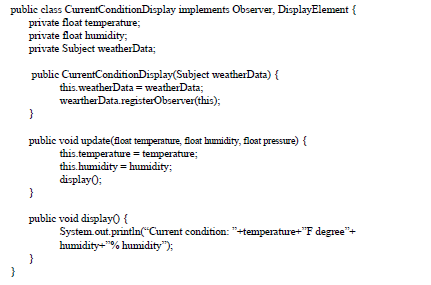 public class CurrentConditionDisplay implements Observer, DisplayElement {
private float temperature;
private float humidity;
private Subject weatherData;
public CurrentConditionDisplay(Subject weatherData) {
this.weatherData = weatherData;
weartherData.registerObserver(this);
}
public void update(float temperature, float humidity, float pressure) {
this.temperature = temperature;
this.humidity = humidity;
display();
}
public void display() {
System.out.println(“Current condition: ”+temperature+”F degree”+
humidity+”% humidity”);
}
}